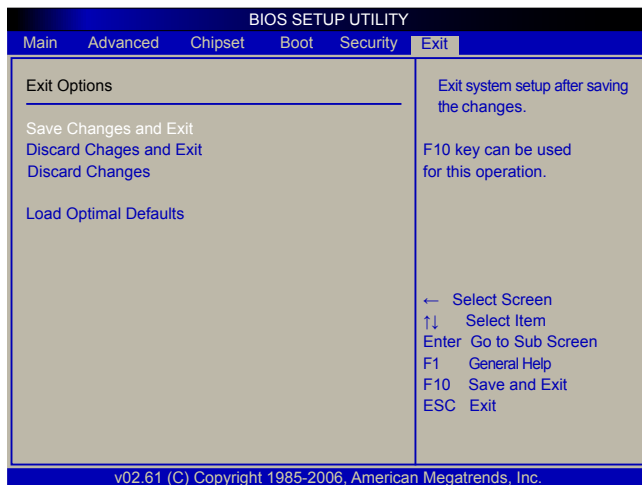 BIOS SETUP UTILITY
Main Advanced Chipset Boot Security Exit
Exit Options
Save Changes and Exit
Discard Chages and Exit
Discard Changes
Load Optimal Defaults
Exit system setup after saving
the changes.
F10 key can be used
for this operation.
← Select Screen
↑↓ Select Item
Enter Go to Sub Screen
F1 General Help
F10 Save and Exit
ESC Exit
v02.61 (C) Copyright 1985-2006, American Megatrends, Inc.